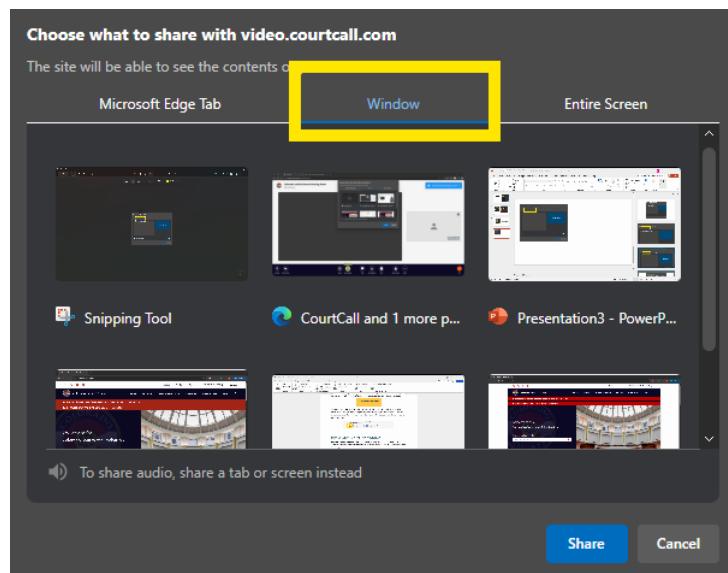 Choose what to share with video.courtcall.com
The site will be able to see the contents o
Microsoft Edge Tab
Window
Entire Screen
Snipping Tool
CourtCall and 1 more p...
Presentation3 - PowerP...
To share audio, share a tab or screen instead
Share
Cancel